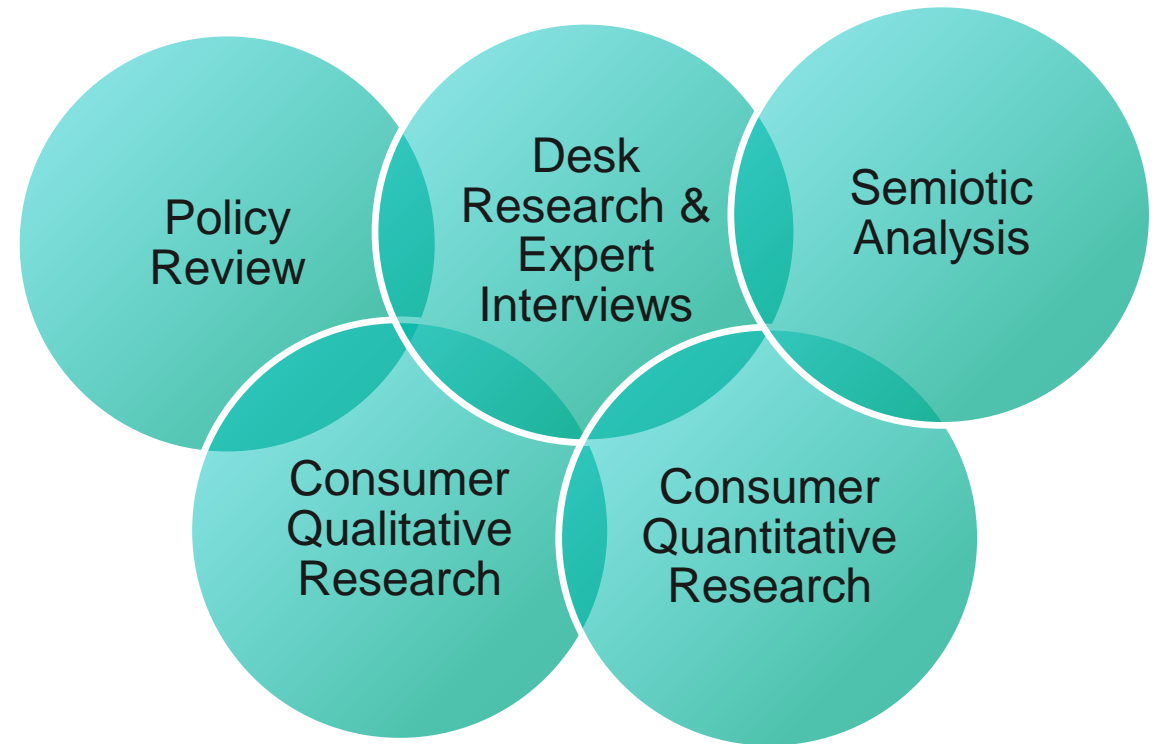 Policy
Review
Desk
Research &
Expert
Interviews
Semiotic
Analysis
Consumer
Qualitative
Research
Consumer
Quantitative
Research